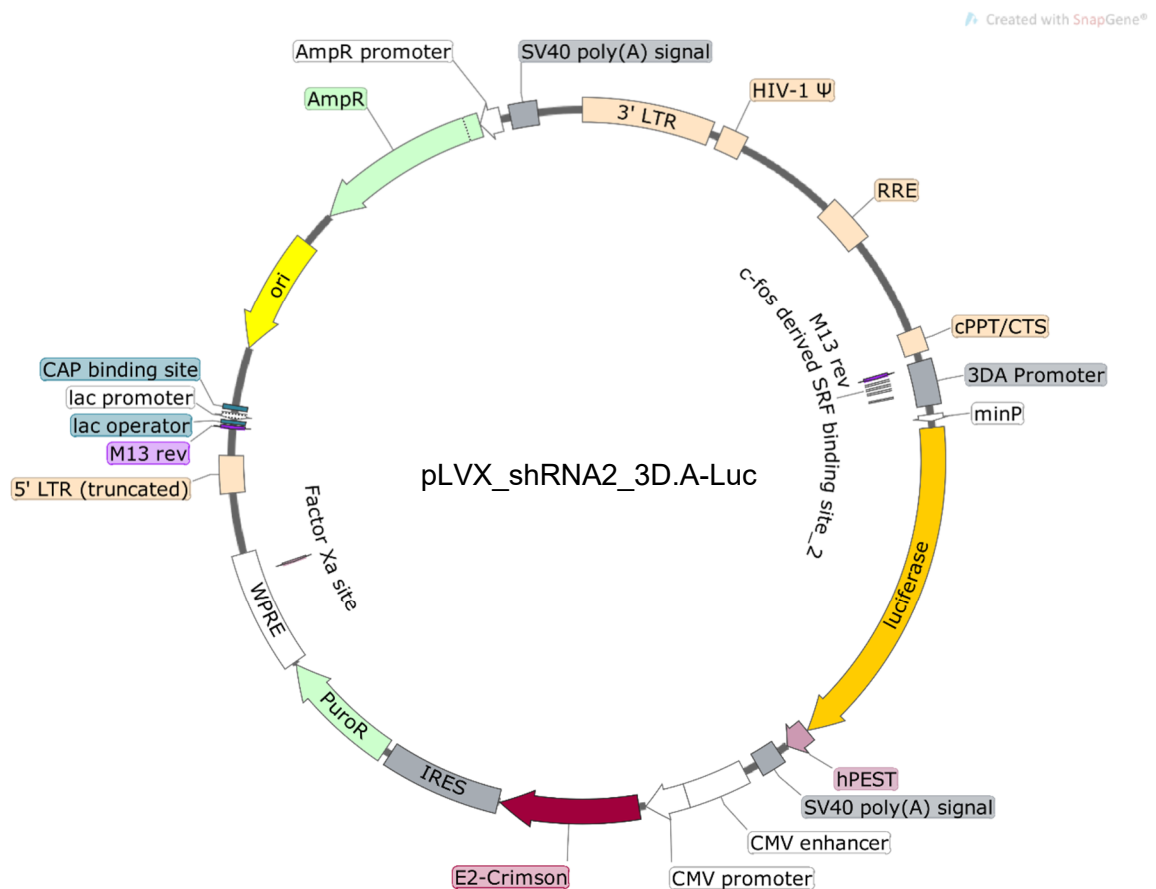 Created with SnapGene®
AmpR promoter
SV40 poly(A) signal
AmpR
3' LTR
HIV-1 Ψ
RRE
ori
c-fos derived SRF binding site_2
M13 rev
cPPT/CTS
3DA Promoter
minP
CAP binding site
lac promoter
lac operator
M13 rev
5' LTR (truncated)
pLVX_shRNA2_3D.A-Luc
Factor Xa site
luciferase
WPRE
PuroR
IRES
hPEST
SV40 poly(A) signal
CMV enhancer
E2-Crimson
CMV promoter